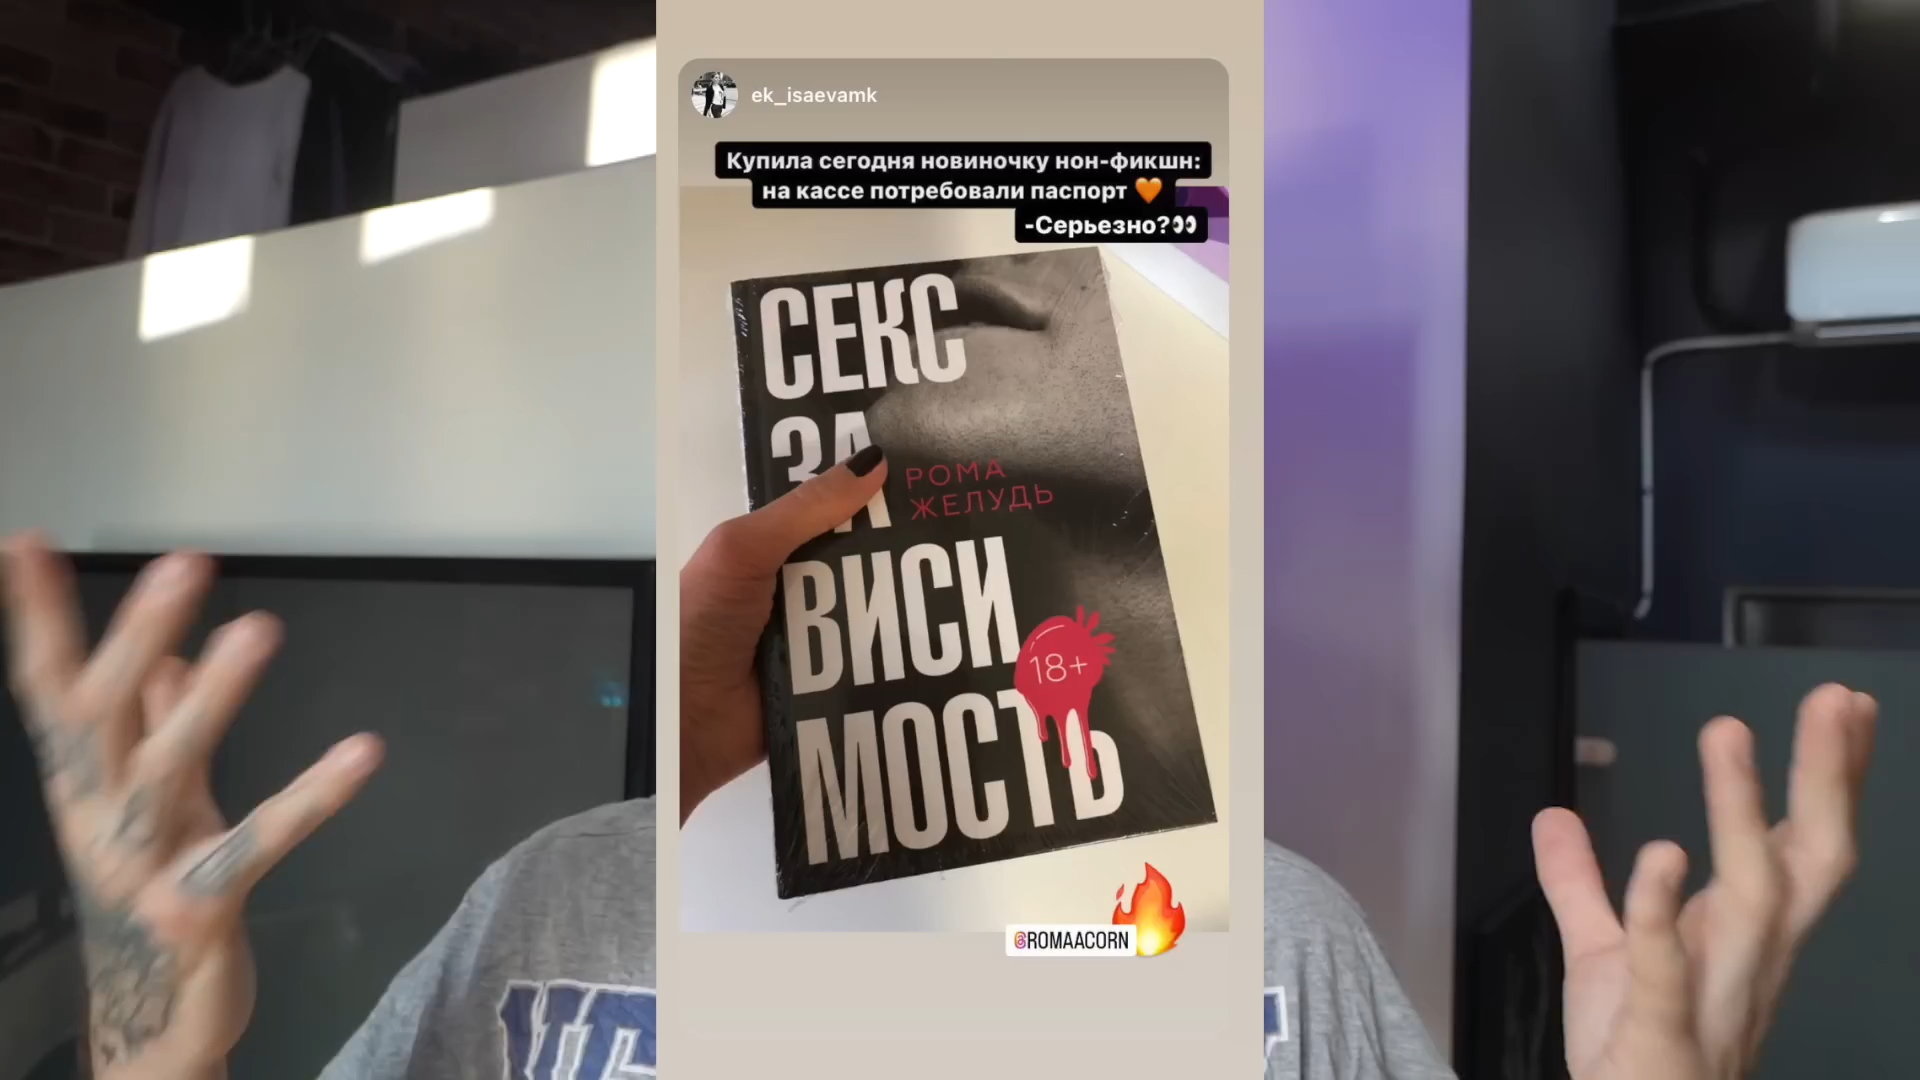 ek_isaevamk
Купила сегодня новиночку нон-фикшн:
на кассе потребовали паспорт 🧡
-Серьезно?👀
СЕКС
ЗА
РОМА
ЖЕЛУДЬ
ВИСИ
18+
МОСТЬ
@ROMAACORN